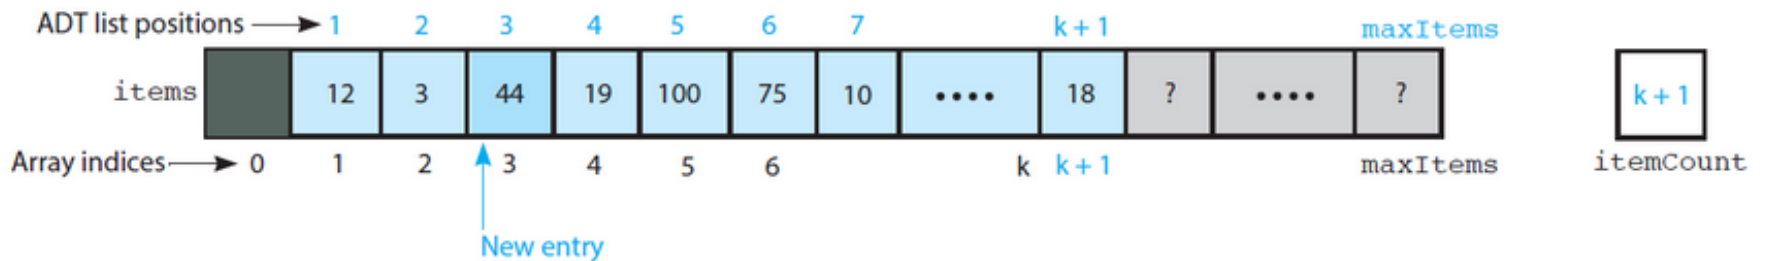 ADT list positions 1 2 3 4 5 6 7 k + 1 maxItems
items 12 3 44 19 100 75 10 •••• 18 ? •••• ? k + 1
Array indices 0 1 2 3 4 5 6 k k + 1 maxItems itemCount
New entry